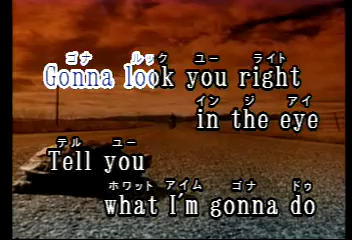 ゴナ ルック ユー ライト
Gonna look you right
イン ジ アイ
in the eye
テル ユー
Tell you
ホワット アイム ゴナ ドゥ
what I'm gonna do